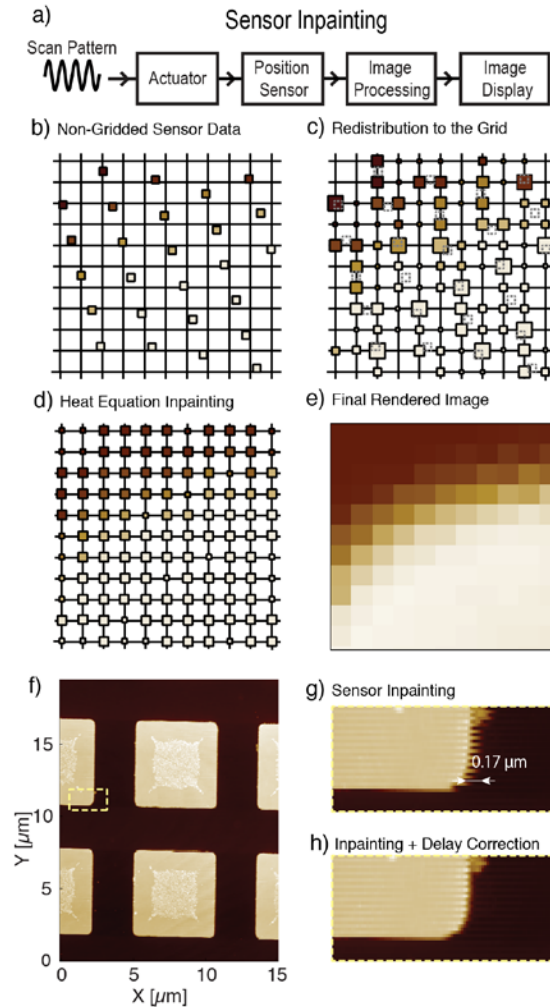 a)
Sensor Inpainting
Scan Pattern
Actuator
Position
Sensor
Image
Processing
Image
Display
b) Non-Gridded Sensor Data
c) Redistribution to the Grid
d) Heat Equation Inpainting
e) Final Rendered Image
f)
15
10
5
0
Y [µm]
0
5
10
15
X [µm]
g) Sensor Inpainting
0.17 µm
h) Inpainting + Delay Correction